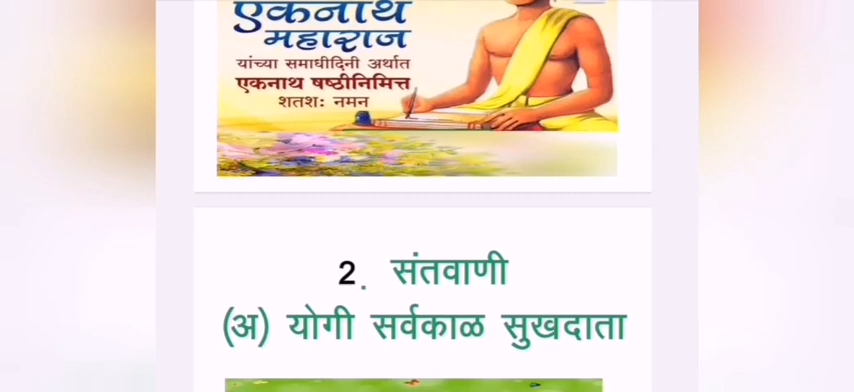 एकनाथ
महाराज
यांच्या समाधीदिनी अर्थात
एकनाथ षष्ठीनिमित्त
शतशः नमन
2. संतवाणी
(अ) योगी सर्वकाळ सुखदाता